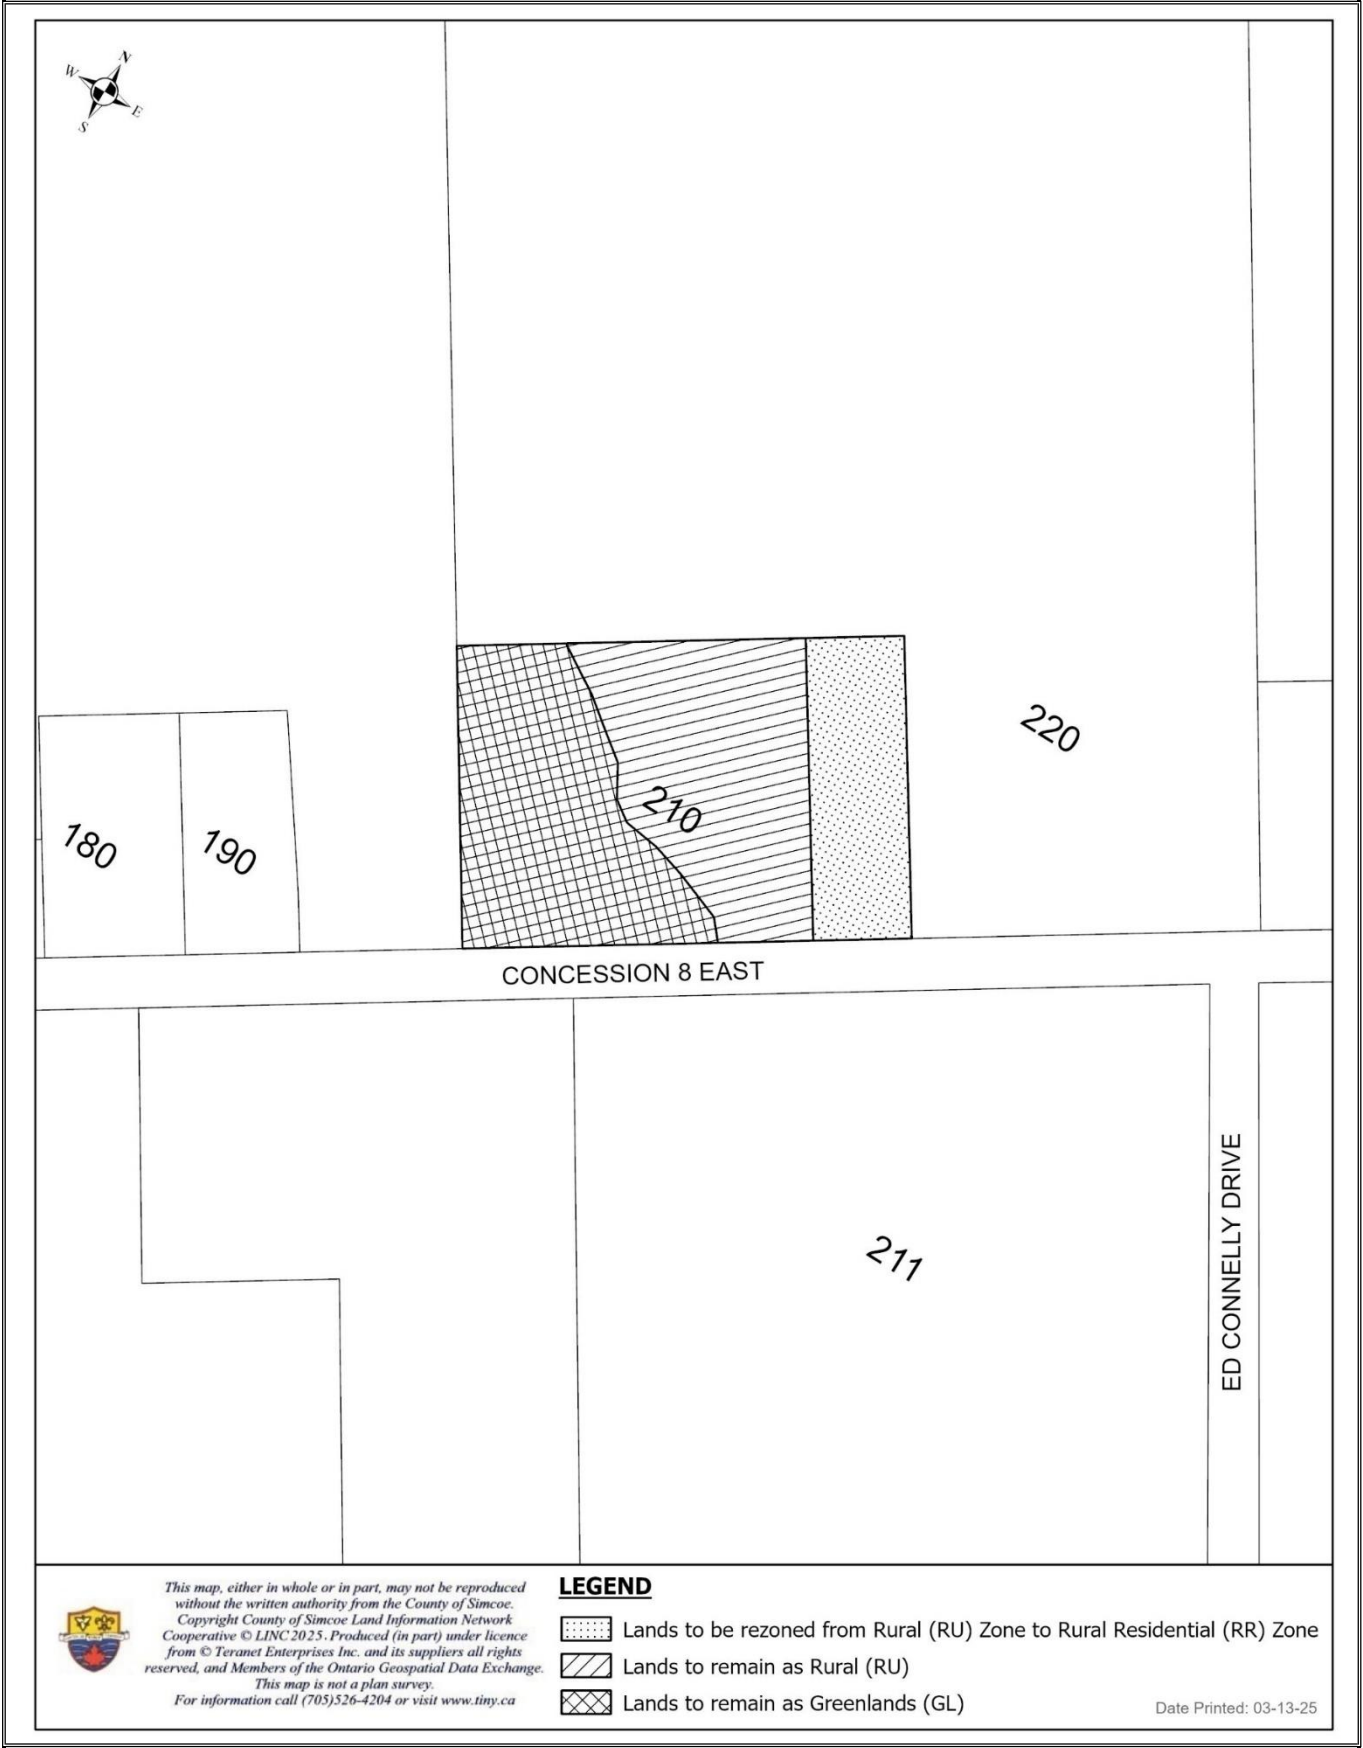 N
W
E
S
220
210
180
190
CONCESSION 8 EAST
211
ED CONNELLY DRIVE
This map, either in whole or in part, may not be reproduced
without the written authority from the County of Simcoe.
Copyright County of Simcoe Land Information Network
Cooperative © LINC 2025. Produced (in part) under licence
from © Teranet Enterprises Inc. and its suppliers all rights
reserved, and Members of the Ontario Geospatial Data Exchange.
This map is not a plan survey.
For information call (705)526-4204 or visit www.tiny.ca
LEGEND
Lands to be rezoned from Rural (RU) Zone to Rural Residential (RR) Zone
Lands to remain as Rural (RU)
Lands to remain as Greenlands (GL)
Date Printed: 03-13-25